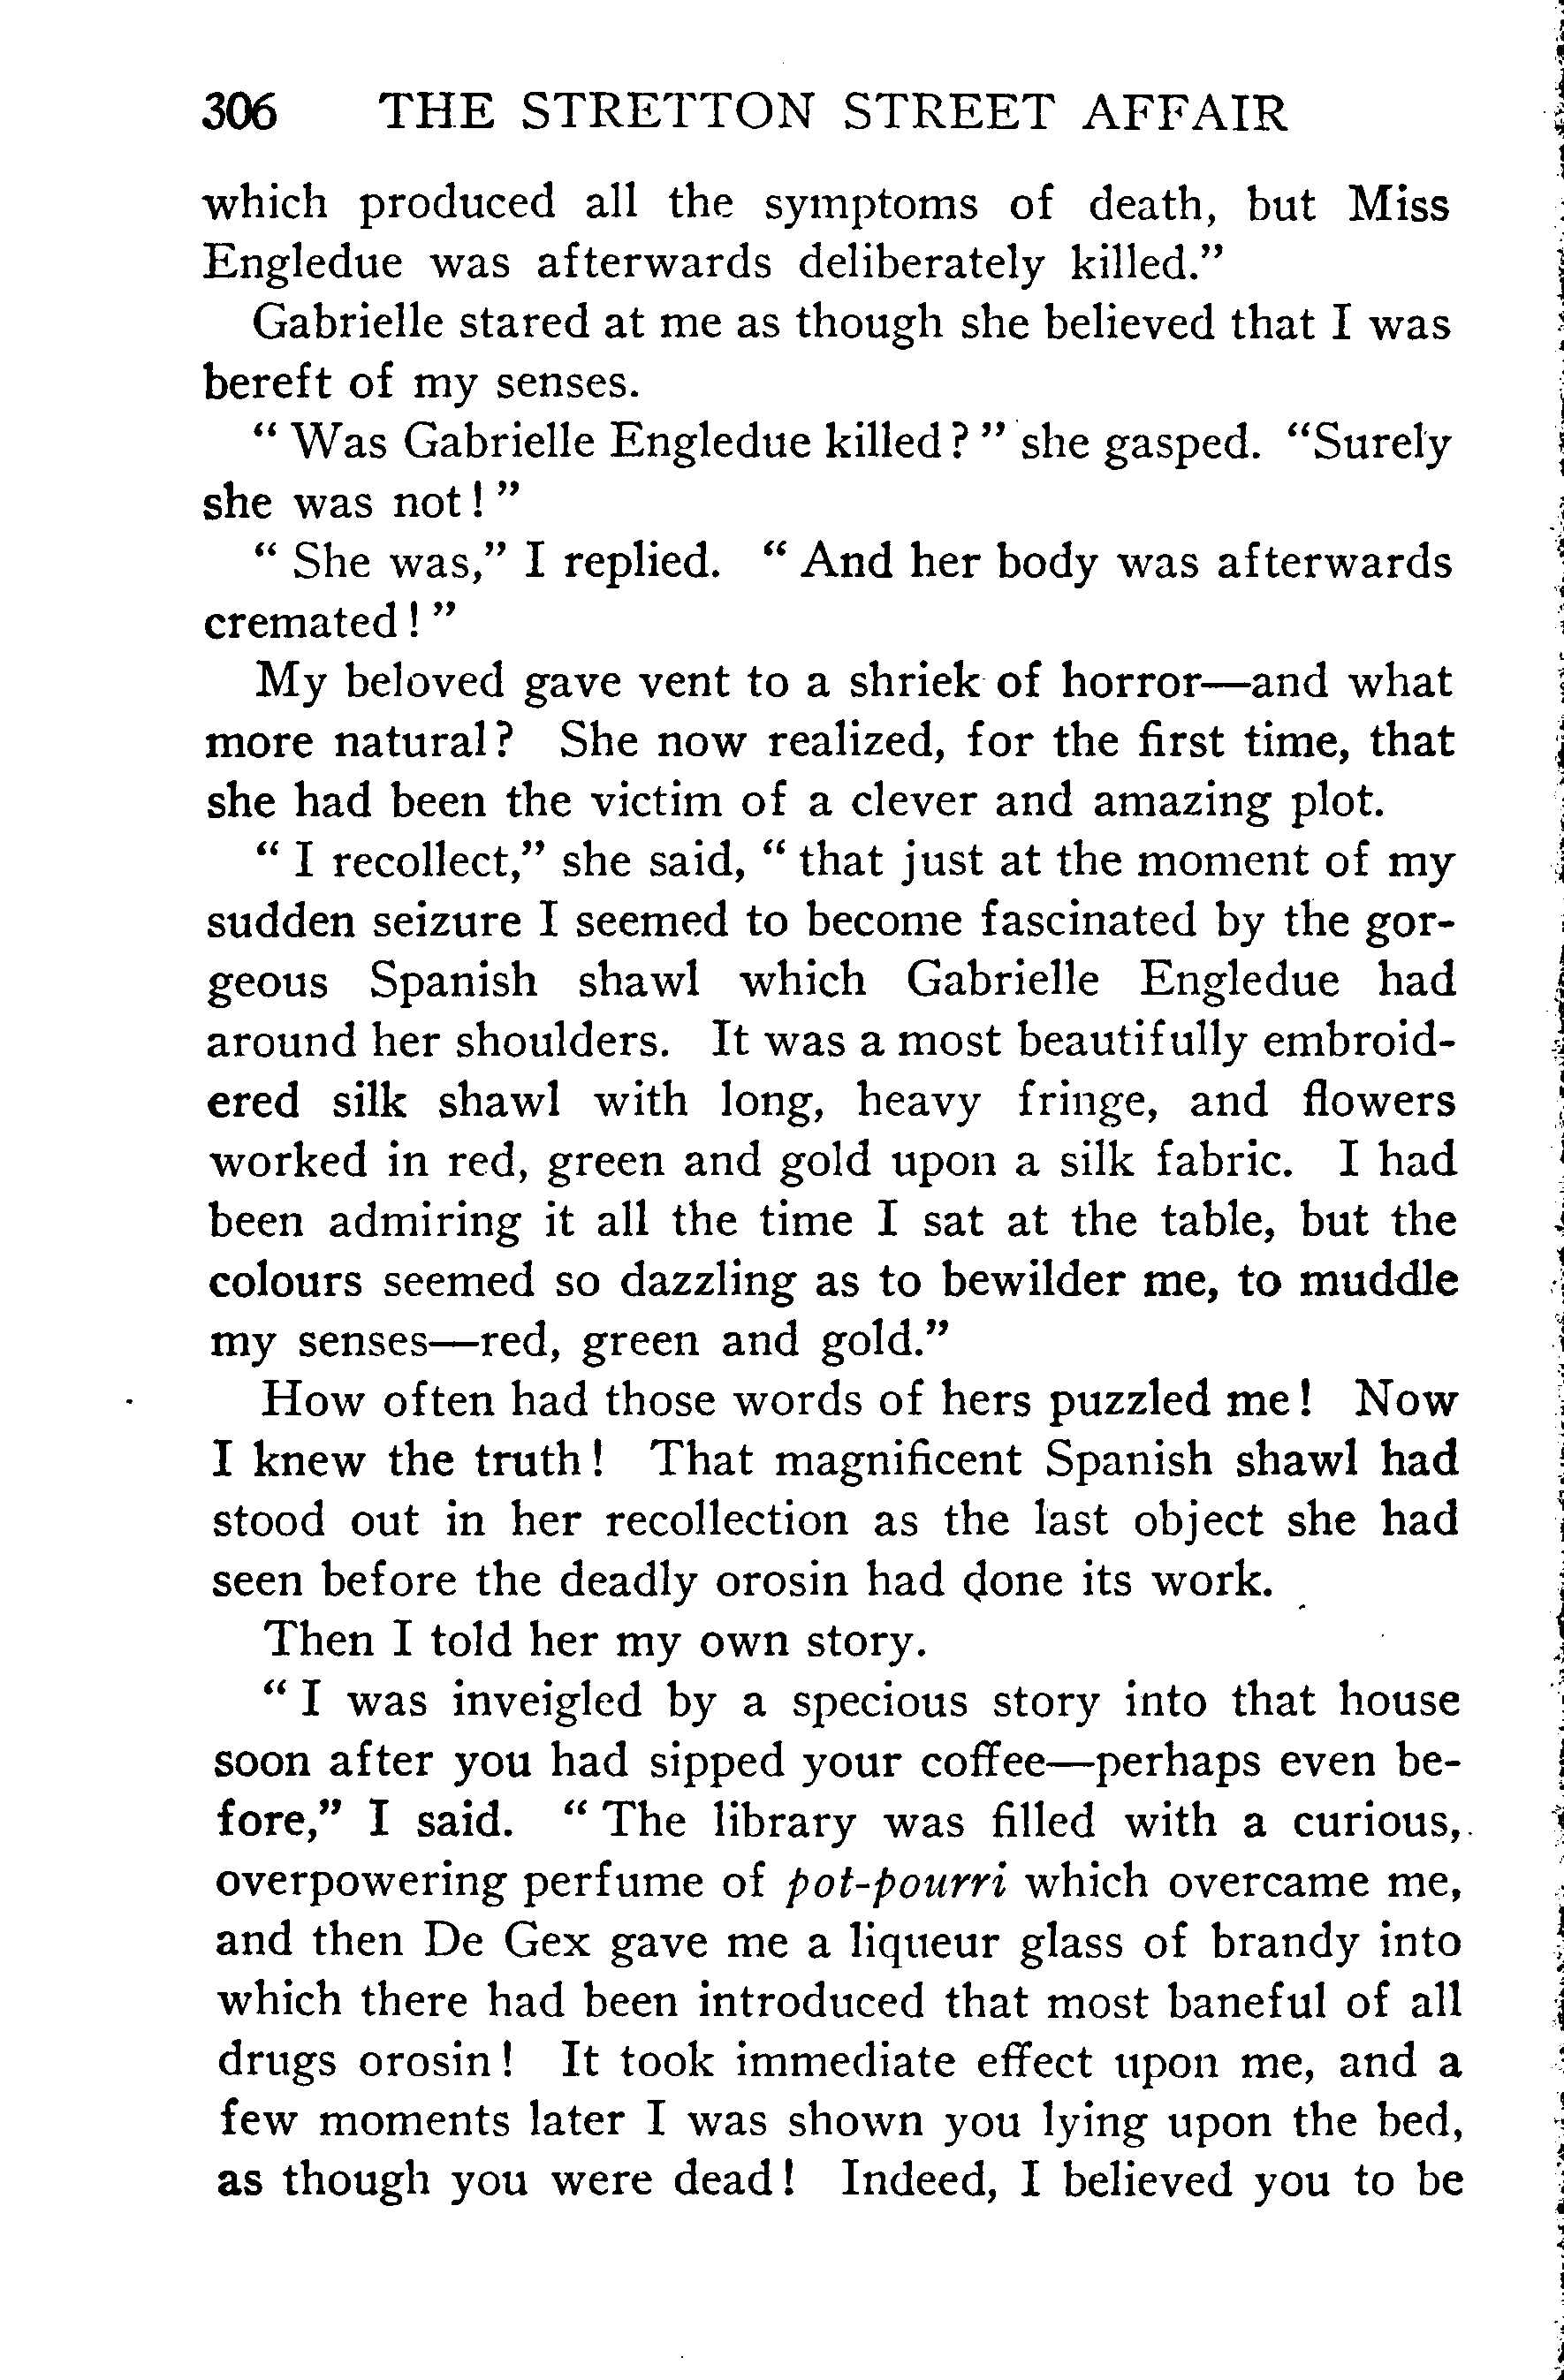 306 THE STRETTON STREET AFFAIR
which produced all the symptoms of death, but Miss
Engledue was afterwards deliberately killed.”
Gabrielle stared at me as though she believed that I was
bereft of my senses.
“ Was Gabrielle Engledue killed ? ” she gasped. “Surely
she was not ! ”
“ She was,” I replied. “ And her body was afterwards
cremated ! ”
My beloved gave vent to a shriek of horror—and what
more natural ? She now realized, for the first time, that
she had been the victim of a clever and amazing plot.
“ I recollect,” she said, “ that just at the moment of my
sudden seizure I seemed to become fascinated by the gor-
geous Spanish shawl which Gabrielle Engledue had
around her shoulders. It was a most beautifully embroid-
ered silk shawl with long, heavy fringe, and flowers
worked in red, green and gold upon a silk fabric. I had
been admiring it all the time I sat at the table, but the
colours seemed so dazzling as to bewilder me, to muddle
my senses—red, green and gold.”
How often had those words of hers puzzled me ! Now
I knew the truth ! That magnificent Spanish shawl had
stood out in her recollection as the last object she had
seen before the deadly orosin had done its work.
Then I told her my own story.
“ I was inveigled by a specious story into that house
soon after you had sipped your coffee—perhaps even be-
fore,” I said. “ The library was filled with a curious,
overpowering perfume of pot-pourri which overcame me,
and then De Gex gave me a liqueur glass of brandy into
which there had been introduced that most baneful of all
drugs orosin ! It took immediate effect upon me, and a
few moments later I was shown you lying upon the bed,
as though you were dead ! Indeed, I believed you to be